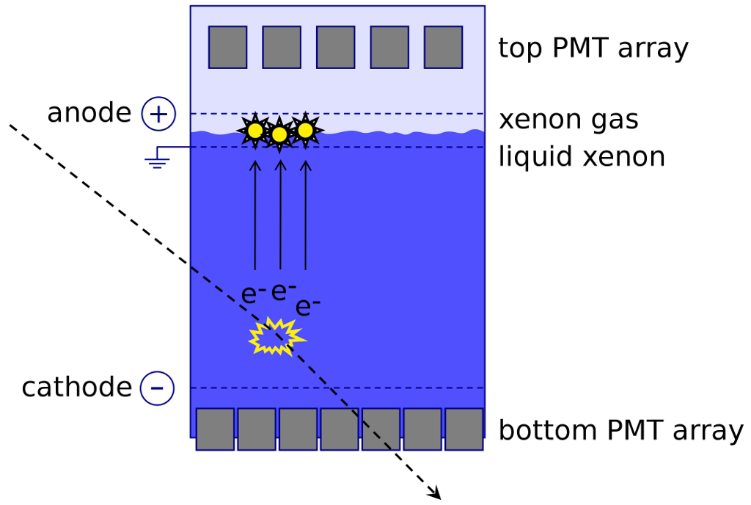 top PMT array
anode +
xenon gas
liquid xenon
e- e- e-
cathode -
bottom PMT array